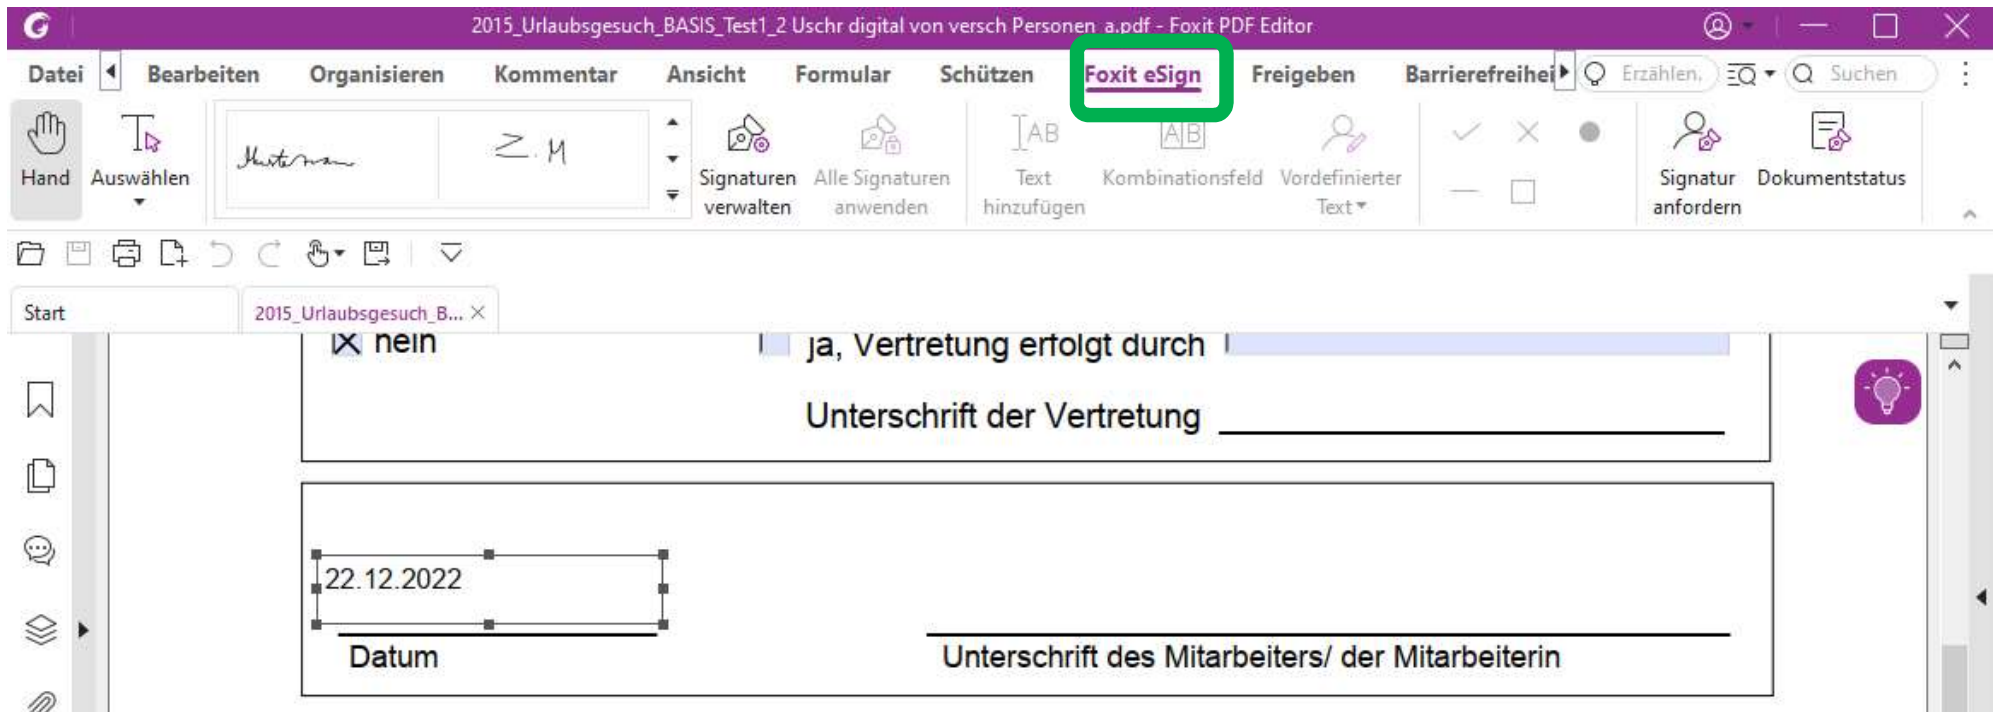 2015_Urlaubsgesuch_BASIS_Test1_2 Uschr digital von versch Personen_a.pdf - Foxit PDF Editor
Datei Bearbeiten Organisieren Kommentar Ansicht Formular Schützen Foxit eSign Freigeben Barrierefreihei Erzählen. Suchen
Z. M
AB A|B
Hand Auswählen Signaturen Alle Signaturen Text Kombinationsfeld Vordefinierter Signatur Dokumentstatus
verwalten anwenden hinzufügen Text anfordern
Start 2015_Urlaubsgesuch_B...
nein ja, Vertretung erfolgt durch
Unterschrift der Vertretung
22.12.2022
Datum Unterschrift des Mitarbeiters/ der Mitarbeiterin